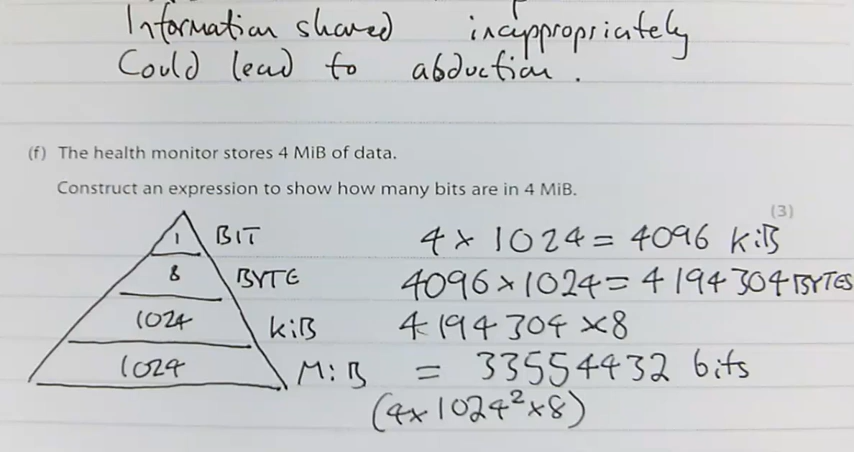 Information shared inappropriately
Could lead to abduction.
(f) The health monitor stores 4 MiB of data.
Construct an expression to show how many bits are in 4 MiB.
(3)
1 BIT
4 × 1024 = 4096 KiB
8 BYTE
4096 × 1024 = 4194304 BYTES
1024 KiB
4194304 × 8
1024 MiB
= 33554432 bits
(4 × 1024² × 8)